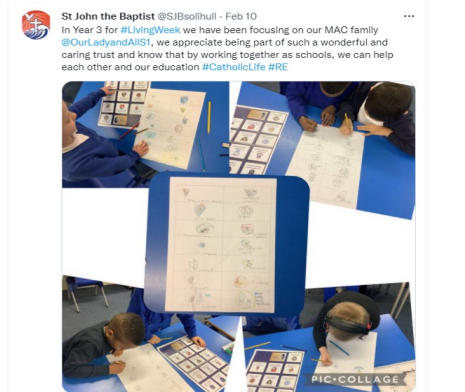 St John the Baptist @SJBsolihull · Feb 10 ···
In Year 3 for #LivingWeek we have been focusing on our MAC family
@OurLadyandAllS1, we appreciate being part of such a wonderful and
caring trust and know that by working together as schools, we can help
each other and our education #CatholicLife #RE
PIC•COLLAGE